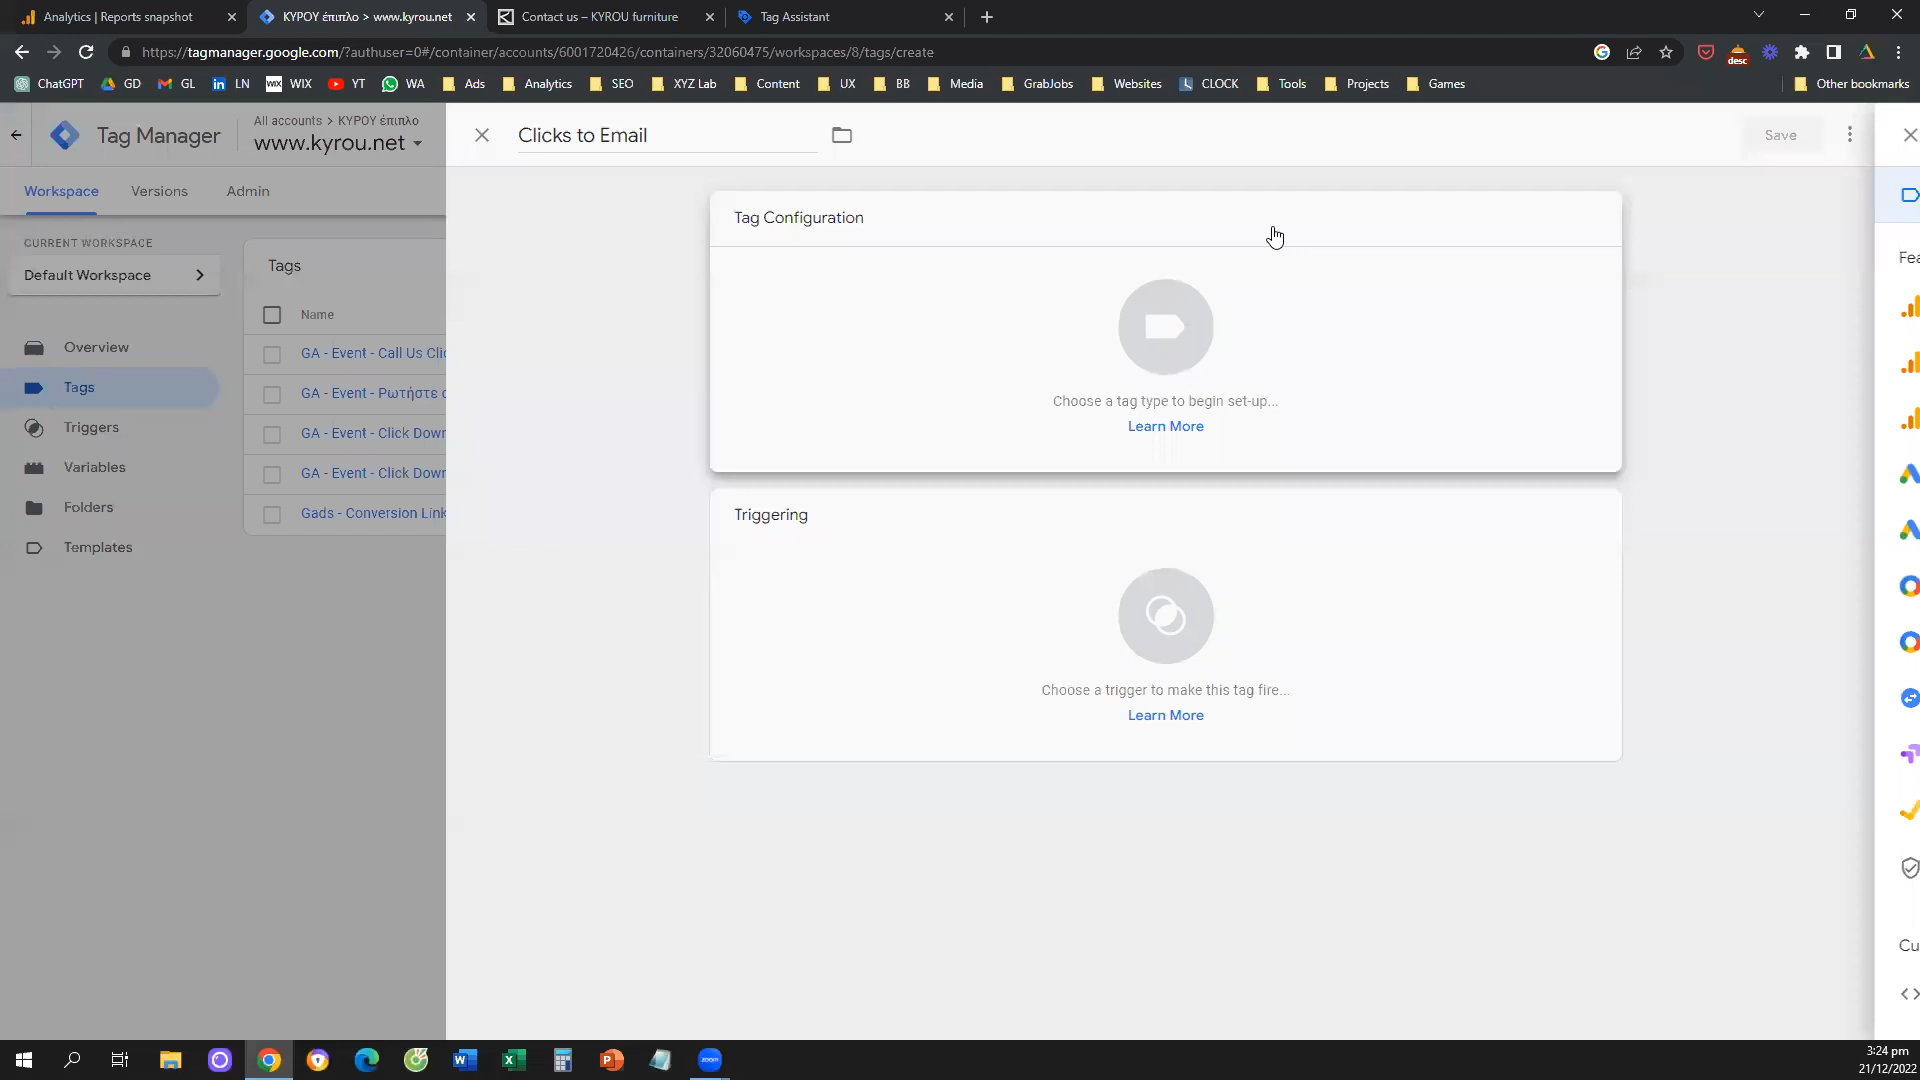 Analytics | Reports snapshot
ΚΥΡΟΥ έπιπλο > www.kyrou.net
Contact us – KYROU furniture
Tag Assistant
https://tagmanager.google.com/?authuser=0#/container/accounts/6001720426/containers/32060475/workspaces/8/tags/create
desc
ChatGPT
GD
GL
LN
WIX
WIX
YT
WA
Ads
Analytics
SEO
XYZ Lab
Content
UX
BB
Media
GrabJobs
Websites
CLOCK
Tools
Projects
Games
Other bookmarks
Tag Manager
All accounts > ΚΥΡΟΥ έπιπλο
www.kyrou.net
Clicks to Email
Save
Workspace
Versions
Admin
CURRENT WORKSPACE
Default Workspace
Overview
Tags
Triggers
Variables
Folders
Templates
Tags
Name
GA - Event - Call Us Clic
GA - Event - Ρωτήστε
GA - Event - Click Down
GA - Event - Click Down
Gads - Conversion Link
Tag Configuration
Choose a tag type to begin set-up...
Learn More
Triggering
Choose a trigger to make this tag fire...
Learn More
Fea
Cu
zoom
3:24 pm
21/12/2022